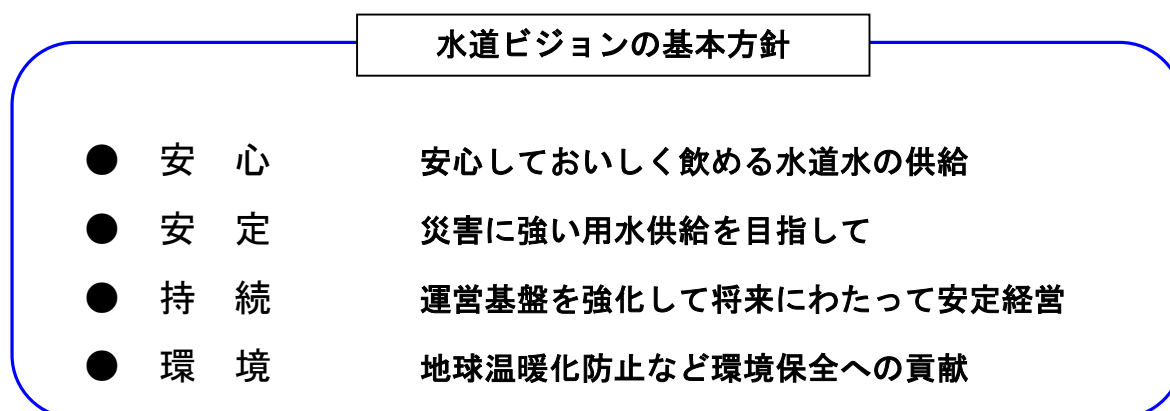 水道ビジョンの基本方針
● 安　心　安心しておいしく飲める水道水の供給
● 安　定　災害に強い用水供給を目指して
● 持　続　運営基盤を強化して将来にわたって安定経営
● 環　境　地球温暖化防止など環境保全への貢献